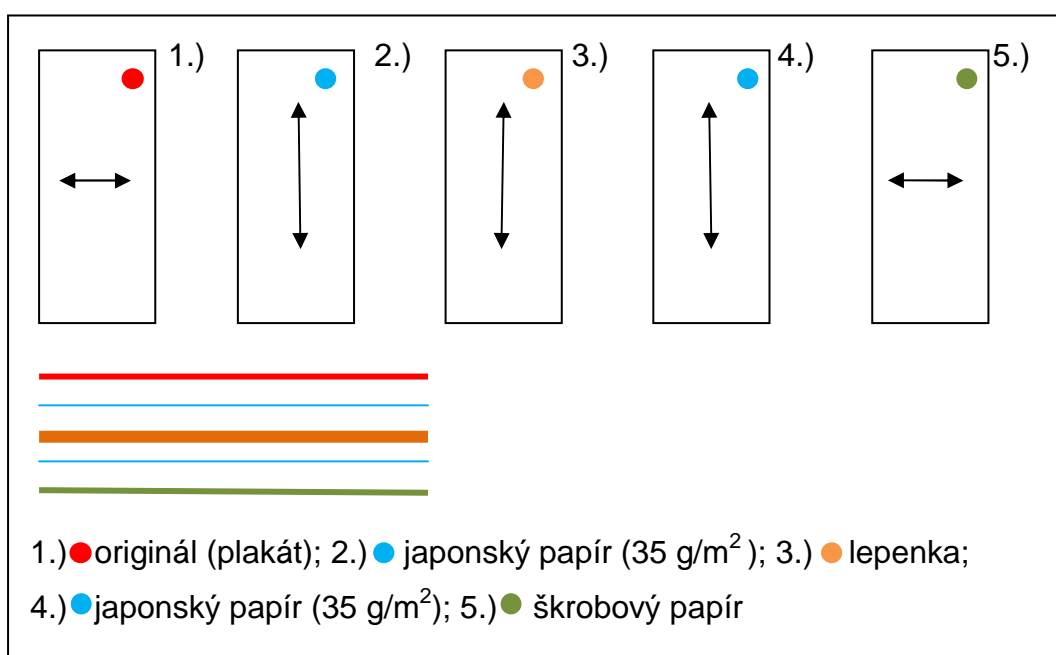 1.) 2.) 3.) 4.) 5.)
1.) originál (plakát); 2.) japonský papír (35 g/m²); 3.) lepenka;
4.) japonský papír (35 g/m²); 5.) škrobový papír